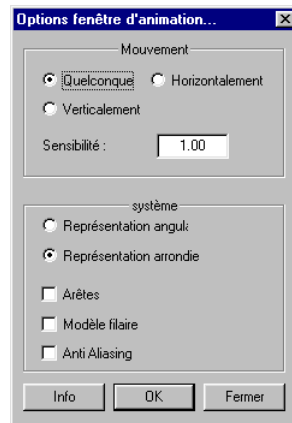 Options fenêtre d'animation...
Mouvement
Quelconque Horizontalement
Verticalement
Sensibilité : 1.00
système
Représentation angula
Représentation arrondie
Arêtes
Modèle filaire
Anti Aliasing
Info OK Fermer